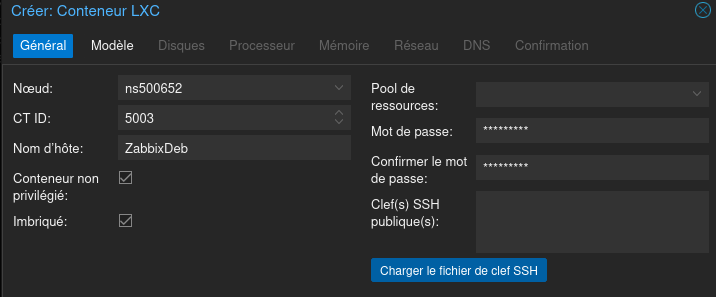 Créer: Conteneur LXC
Général Modèle Disques Processeur Mémoire Réseau DNS Confirmation
Nœud: ns500652
CT ID: 5003
Nom d'hôte: ZabbixDeb
Conteneur non
privilégié:
Imbriqué:
Pool de
ressources:
Mot de passe: *********
Confirmer le mot
de passe: *********
Clef(s) SSH
publique(s):
Charger le fichier de clef SSH